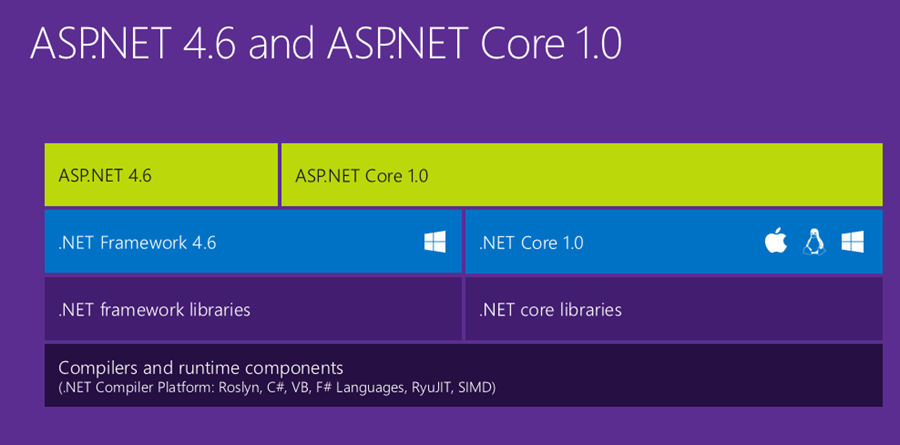 ASP.NET 4.6 and ASP.NET Core 1.0
ASP.NET 4.6
ASP.NET Core 1.0
.NET Framework 4.6
.NET Core 1.0
.NET framework libraries
.NET core libraries
Compilers and runtime components
(.NET Compiler Platform: Roslyn, C#, VB, F# Languages, RyuJIT, SIMD)